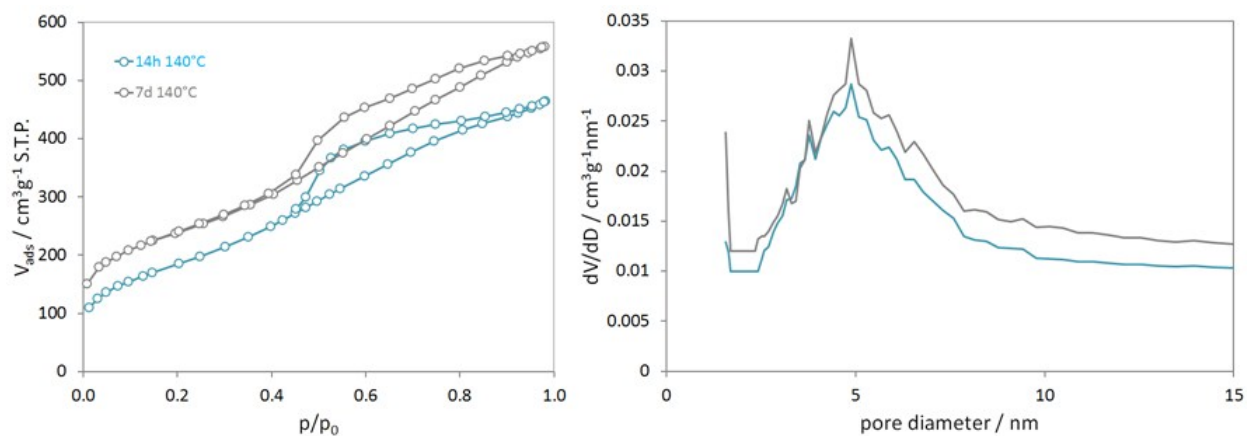 600
500
400
300
200
100
0
0.0 0.2 0.4 0.6 0.8 1.0
V_ads / cm³g⁻¹ S.T.P.
p/p₀
14h 140°C
7d 140°C
0.035
0.03
0.025
0.02
0.015
0.01
0.005
0
0 5 10 15
dV/dD / cm³g⁻¹nm⁻¹
pore diameter / nm